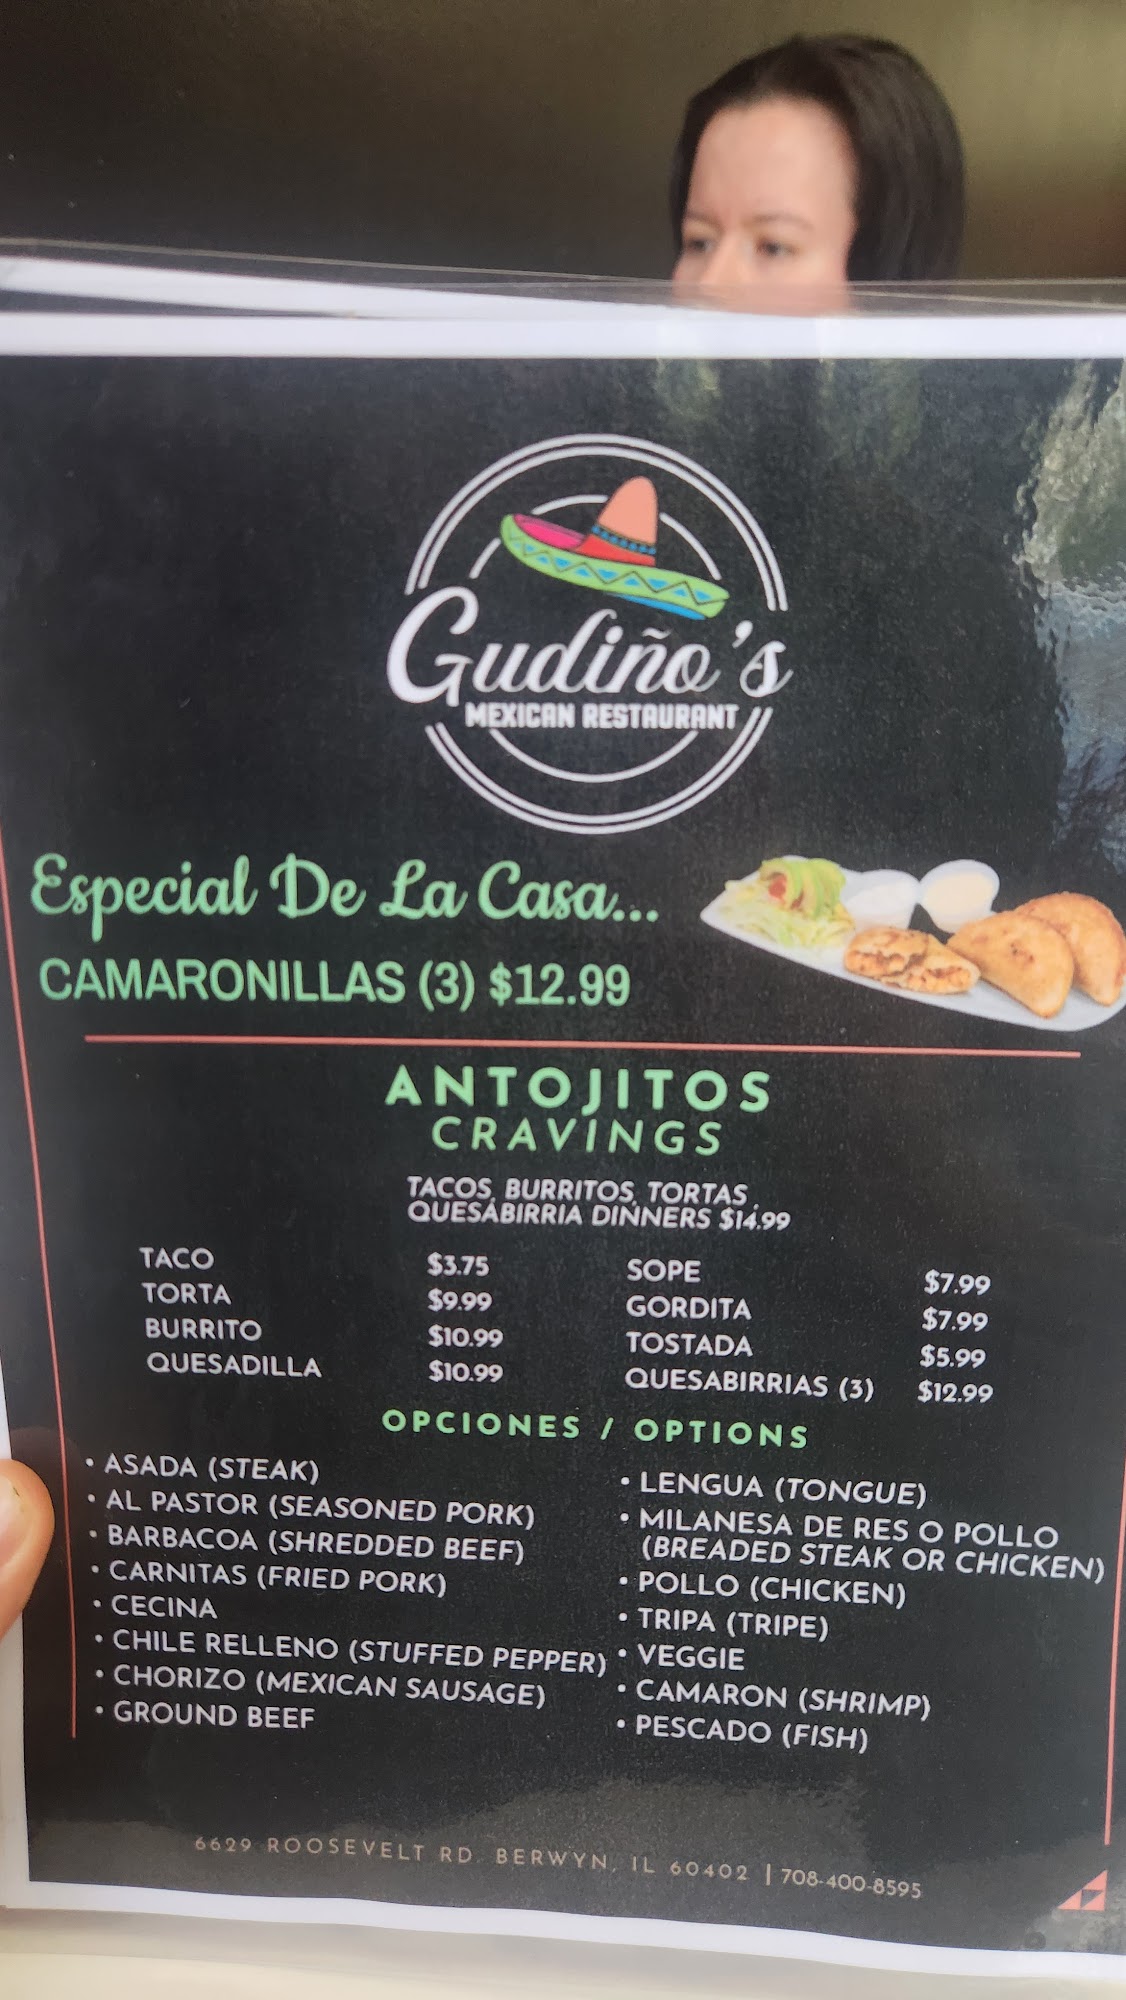 Gudiño's
MEXICAN RESTAURANT
Especial De La Casa...
CAMARONILLAS (3) $12.99
ANTOJITOS
CRAVINGS
TACOS, BURRITOS, TORTAS,
QUESABIRRIA DINNERS $14.99
TACO $3.75
TORTA $9.99
BURRITO $10.99
QUESADILLA $10.99
SOPE $7.99
GORDITA $7.99
TOSTADA $5.99
QUESABIRRIAS (3) $12.99
OPCIONES / OPTIONS
• ASADA (STEAK)
• AL PASTOR (SEASONED PORK)
• BARBACOA (SHREDDED BEEF)
• CARNITAS (FRIED PORK)
• CECINA
• CHILE RELLENO (STUFFED PEPPER)
• CHORIZO (MEXICAN SAUSAGE)
• GROUND BEEF
• LENGUA (TONGUE)
• MILANESA DE RES O POLLO
(BREADED STEAK OR CHICKEN)
• POLLO (CHICKEN)
• TRIPA (TRIPE)
• VEGGIE
• CAMARON (SHRIMP)
• PESCADO (FISH)
6629 ROOSEVELT RD. BERWYN, IL 60402 | 708-400-8595